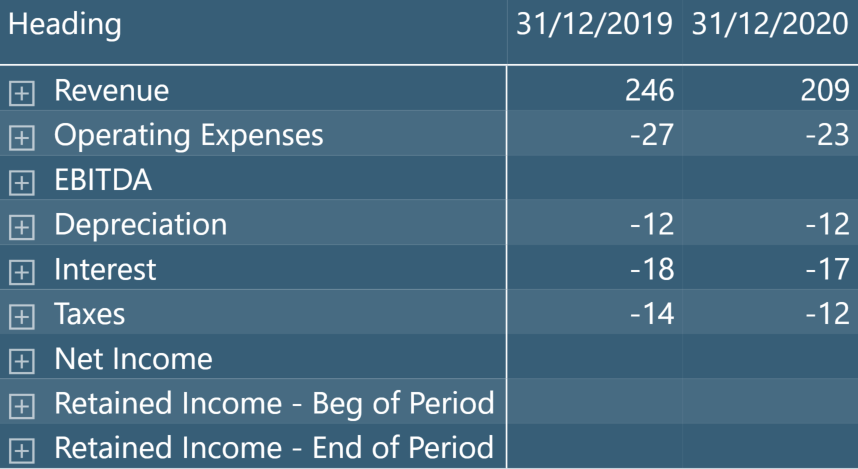 Heading 31/12/2019 31/12/2020
Revenue 246 209
Operating Expenses -27 -23
EBITDA
Depreciation -12 -12
Interest -18 -17
Taxes -14 -12
Net Income
Retained Income - Beg of Period
Retained Income - End of Period